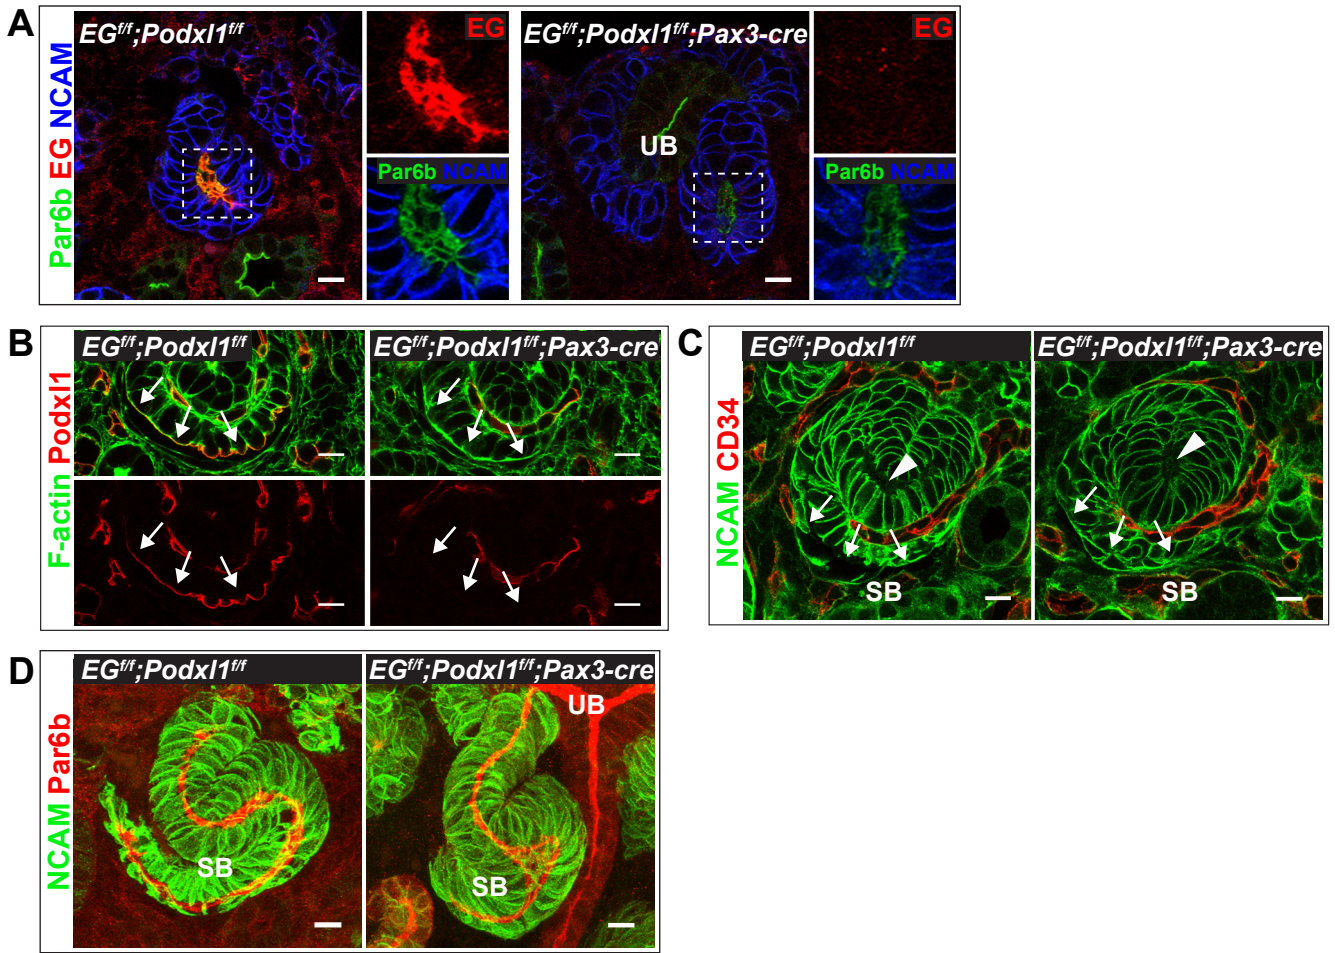 A
Par6b EG NCAM
EGf/f;Podxl1f/f
EG
Par6b NCAM
EGf/f;Podxl1f/f;Pax3-cre
UB
EG
Par6b NCAM
B
F-actin Podxl1
EGf/f;Podxl1f/f
EGf/f;Podxl1f/f;Pax3-cre
C
NCAM CD34
EGf/f;Podxl1f/f
SB
EGf/f;Podxl1f/f;Pax3-cre
SB
D
NCAM Par6b
EGf/f;Podxl1f/f
SB
EGf/f;Podxl1f/f;Pax3-cre
UB
SB